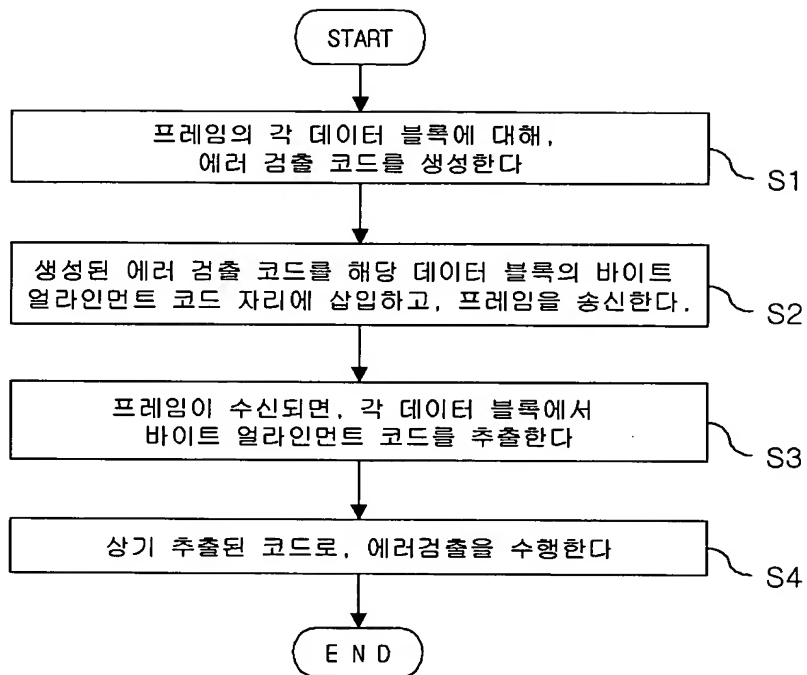 START
프레임의 각 데이터 블록에 대해,
에러 검출 코드를 생성한다
S1
생성된 에러 검출 코드를 해당 데이터 블록의 바이트
얼라인먼트 코드 자리에 삽입하고, 프레임을 송신한다.
S2
프레임이 수신되면, 각 데이터 블록에서
바이트 얼라인먼트 코드를 추출한다
S3
상기 추출된 코드로, 에러검출을 수행한다
S4
E N D